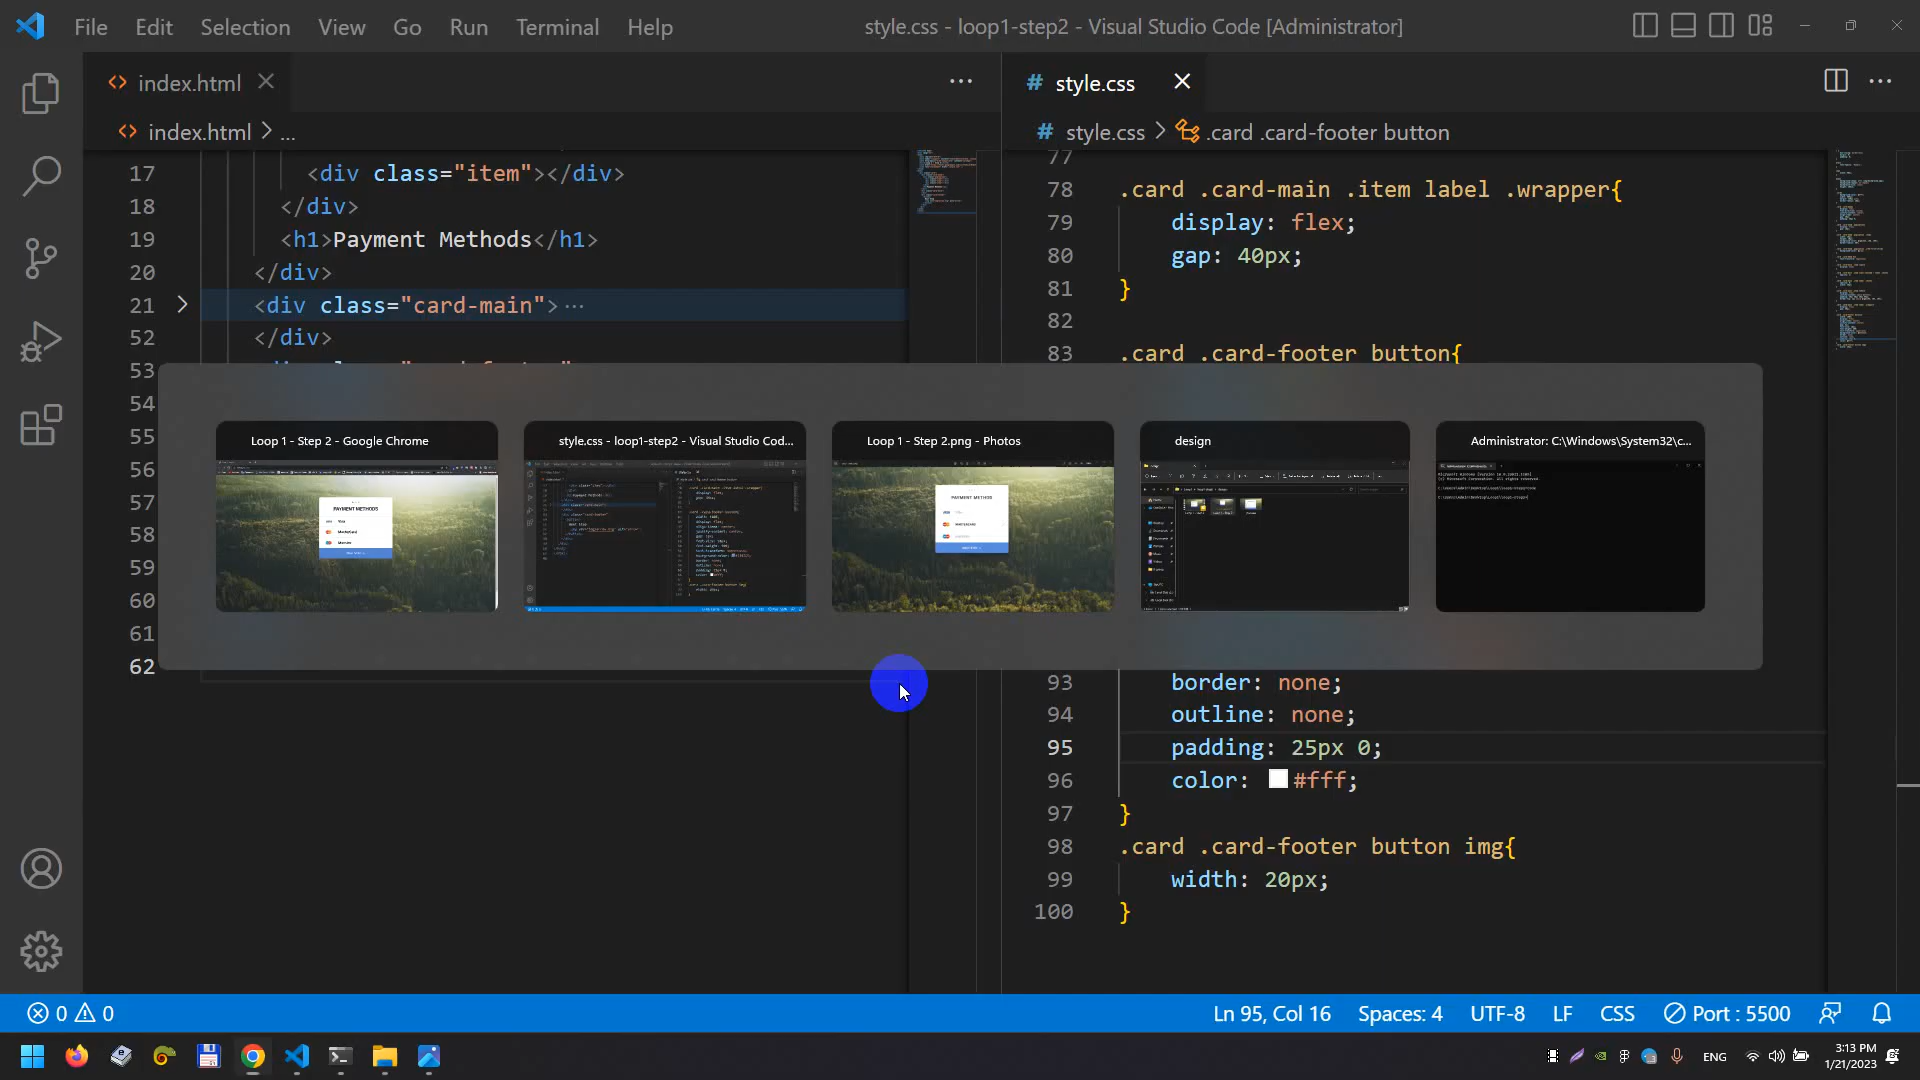 File Edit Selection View Go Run Terminal Help
style.css - loop1-step2 - Visual Studio Code [Administrator]
index.html
index.html > ...
17 <div class="item"></div>
18 </div>
19 <h1>Payment Methods</h1>
20 </div>
21 <div class="card-main"> ...
52 </div>
53
54
55
56
57
58
59
60
61
62
# style.css
# style.css > .card .card-footer button
77
78 .card .card-main .item label .wrapper{
79 display: flex;
80 gap: 40px;
81 }
82
83 .card .card-footer button{
93 border: none;
94 outline: none;
95 padding: 25px 0;
96 color: #fff;
97 }
98 .card .card-footer button img{
99 width: 20px;
100 }
Loop 1 - Step 2 - Google Chrome
PAYMENT METHODS
style.css - loop1-step2 - Visual Studio Cod...
Loop 1 - Step 2.png - Photos
PAYMENT METHODS
design
Administrator: C:\Windows\System32\c...
0 0
Ln 95, Col 16 Spaces: 4 UTF-8 LF CSS Port : 5500
ENG
3:13 PM
1/21/2023